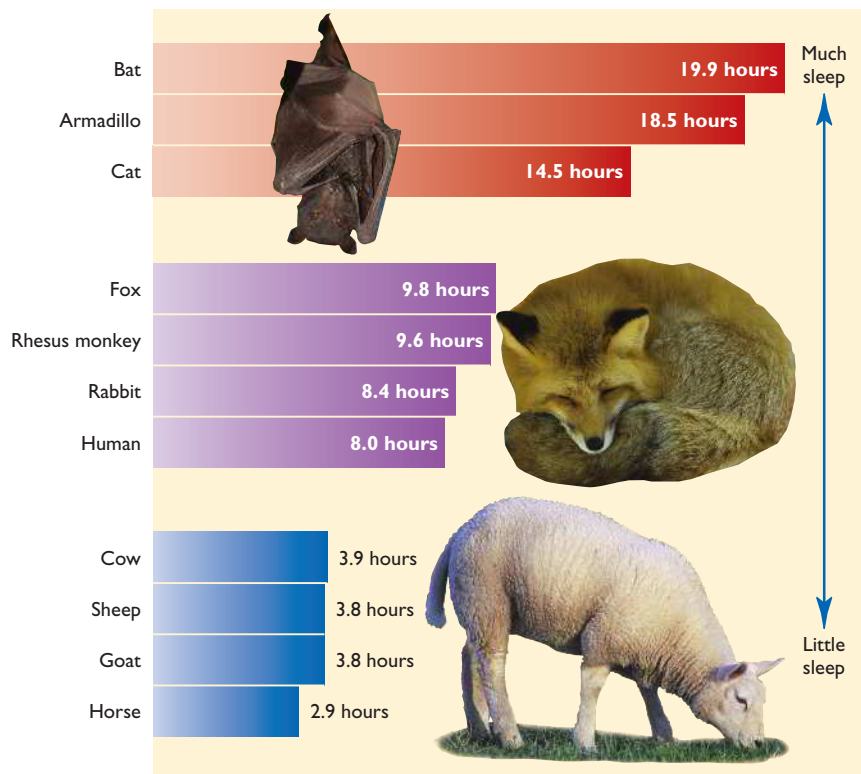 Bat 19.9 hours
Much
sleep
Armadillo 18.5 hours
Cat 14.5 hours
Fox 9.8 hours
Rhesus monkey 9.6 hours
Rabbit 8.4 hours
Human 8.0 hours
Cow 3.9 hours
Sheep 3.8 hours
Goat 3.8 hours
Horse 2.9 hours
Little
sleep